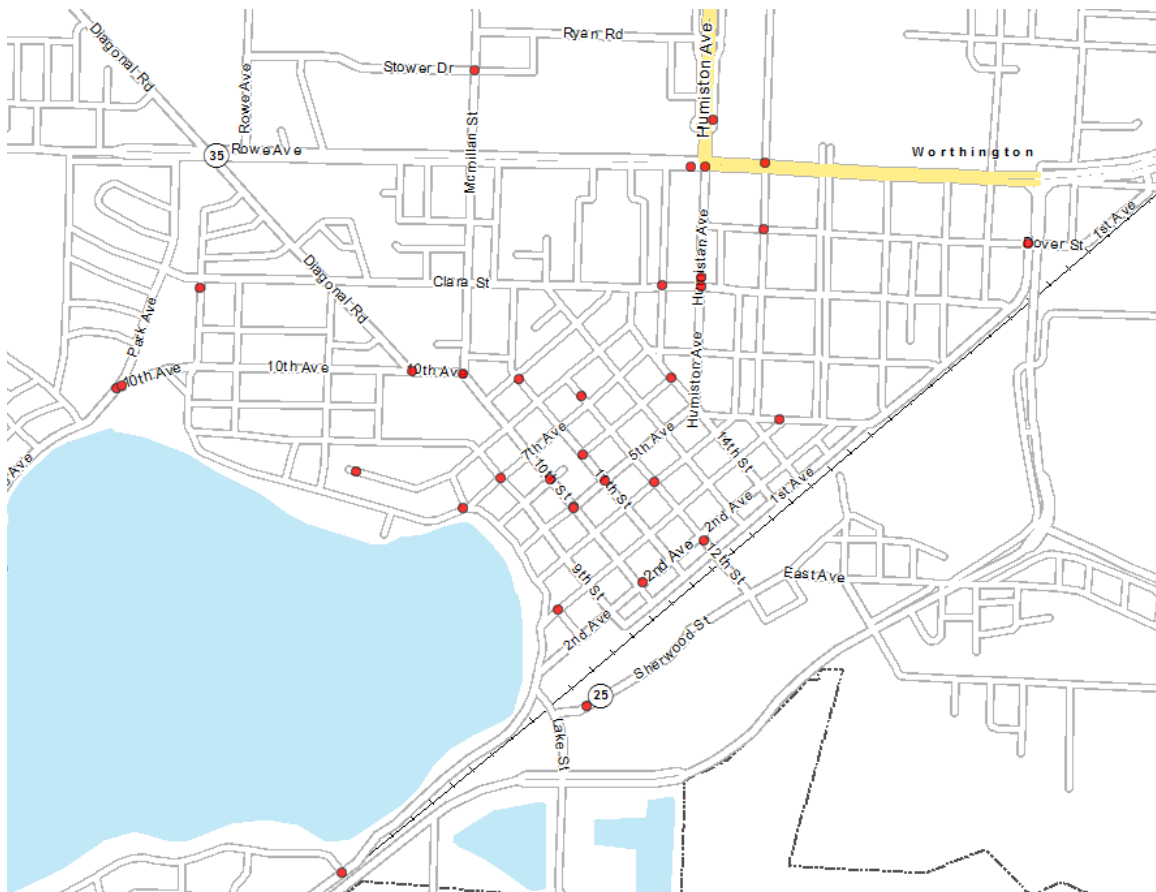 Ryan Rd
Humiston Ave
Diagonal Rd
Stower Dr
Rowe Ave
35
Rowe Ave
Mcmillan St
Worthington
1st Ave
Humistan Ave
Dover St
Diagonal Rd
Clara St
Park Ave
10th Ave
10th Ave
10th Ave
Humiston Ave
7th Ave
5th Ave
14th St
10th St
11th St
1st Ave
2nd Ave
2nd Ave
12th St
East Ave
9th St
2nd Ave
Sherwood St
25
Lake St